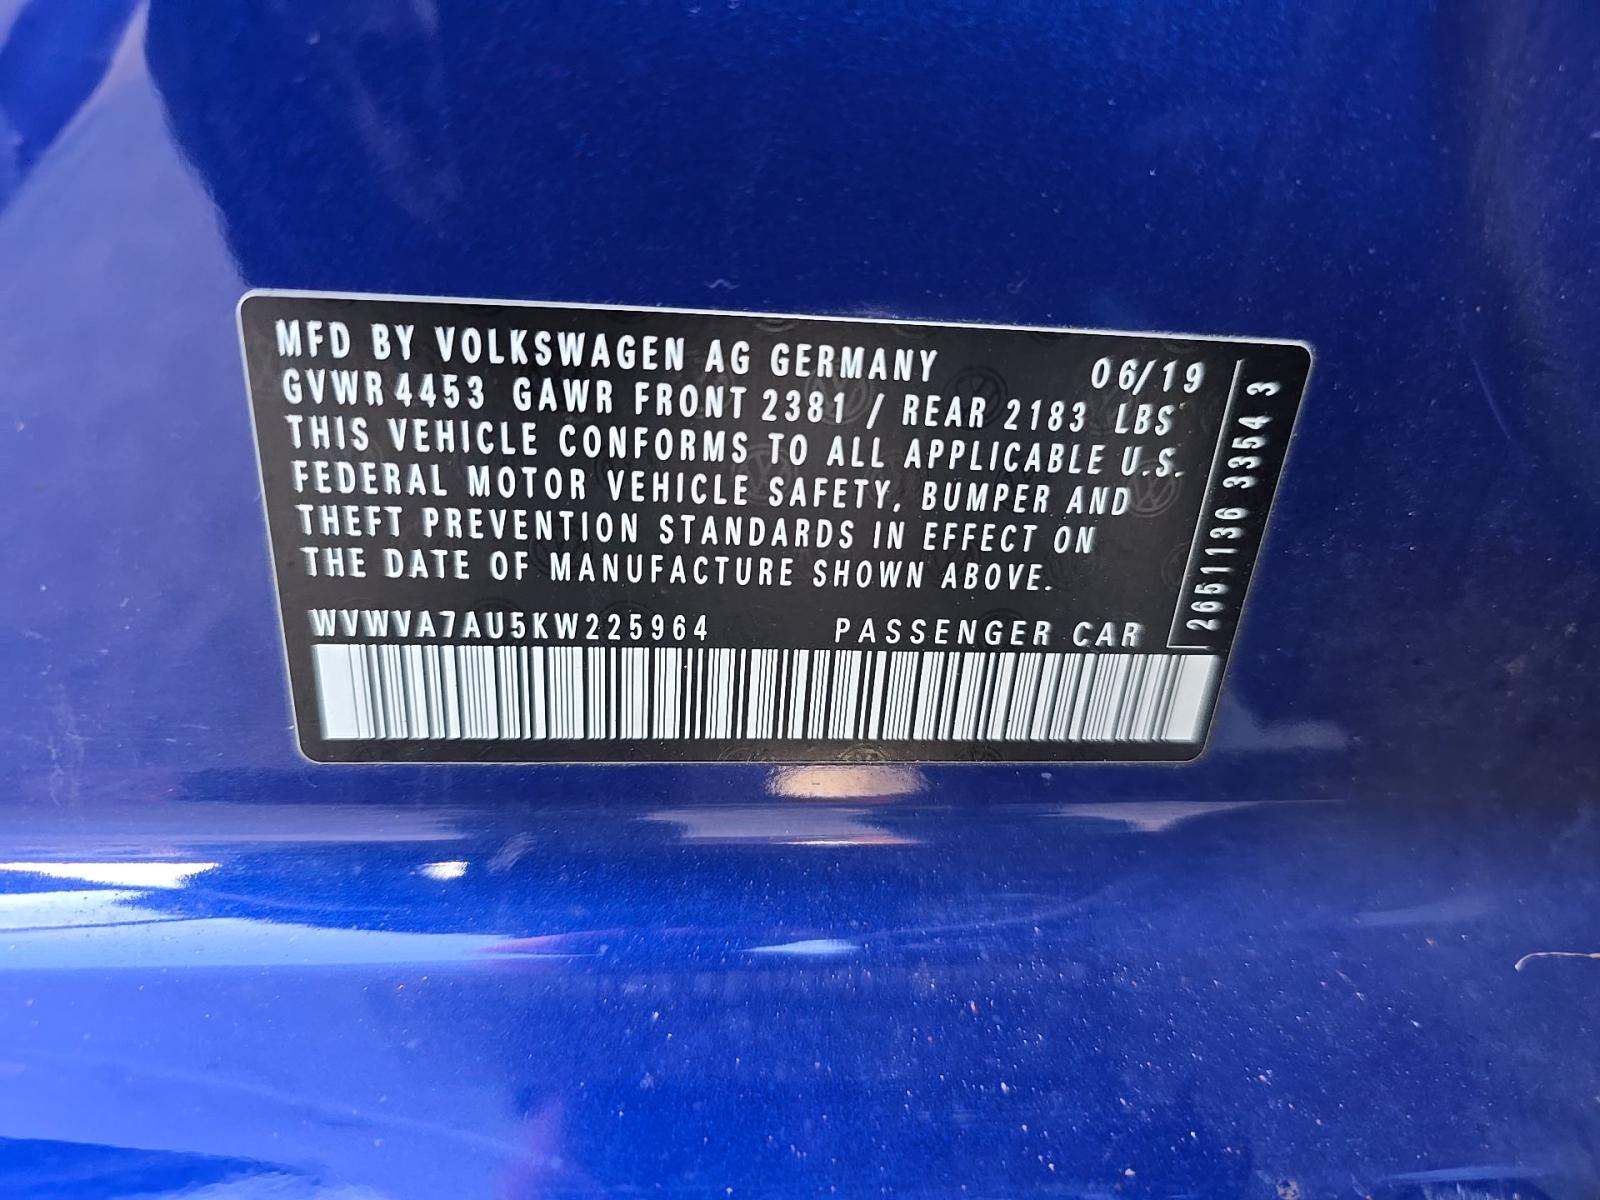 MFD BY VOLKSWAGEN AG GERMANY 06/19
GVWR 4453 GAWR FRONT 2381 / REAR 2183 LBS
THIS VEHICLE CONFORMS TO ALL APPLICABLE U.S.
FEDERAL MOTOR VEHICLE SAFETY, BUMPER AND
THEFT PREVENTION STANDARDS IN EFFECT ON
THE DATE OF MANUFACTURE SHOWN ABOVE.
WVWVA7AU5KW225964 PASSENGER CAR
2651136 3354 3